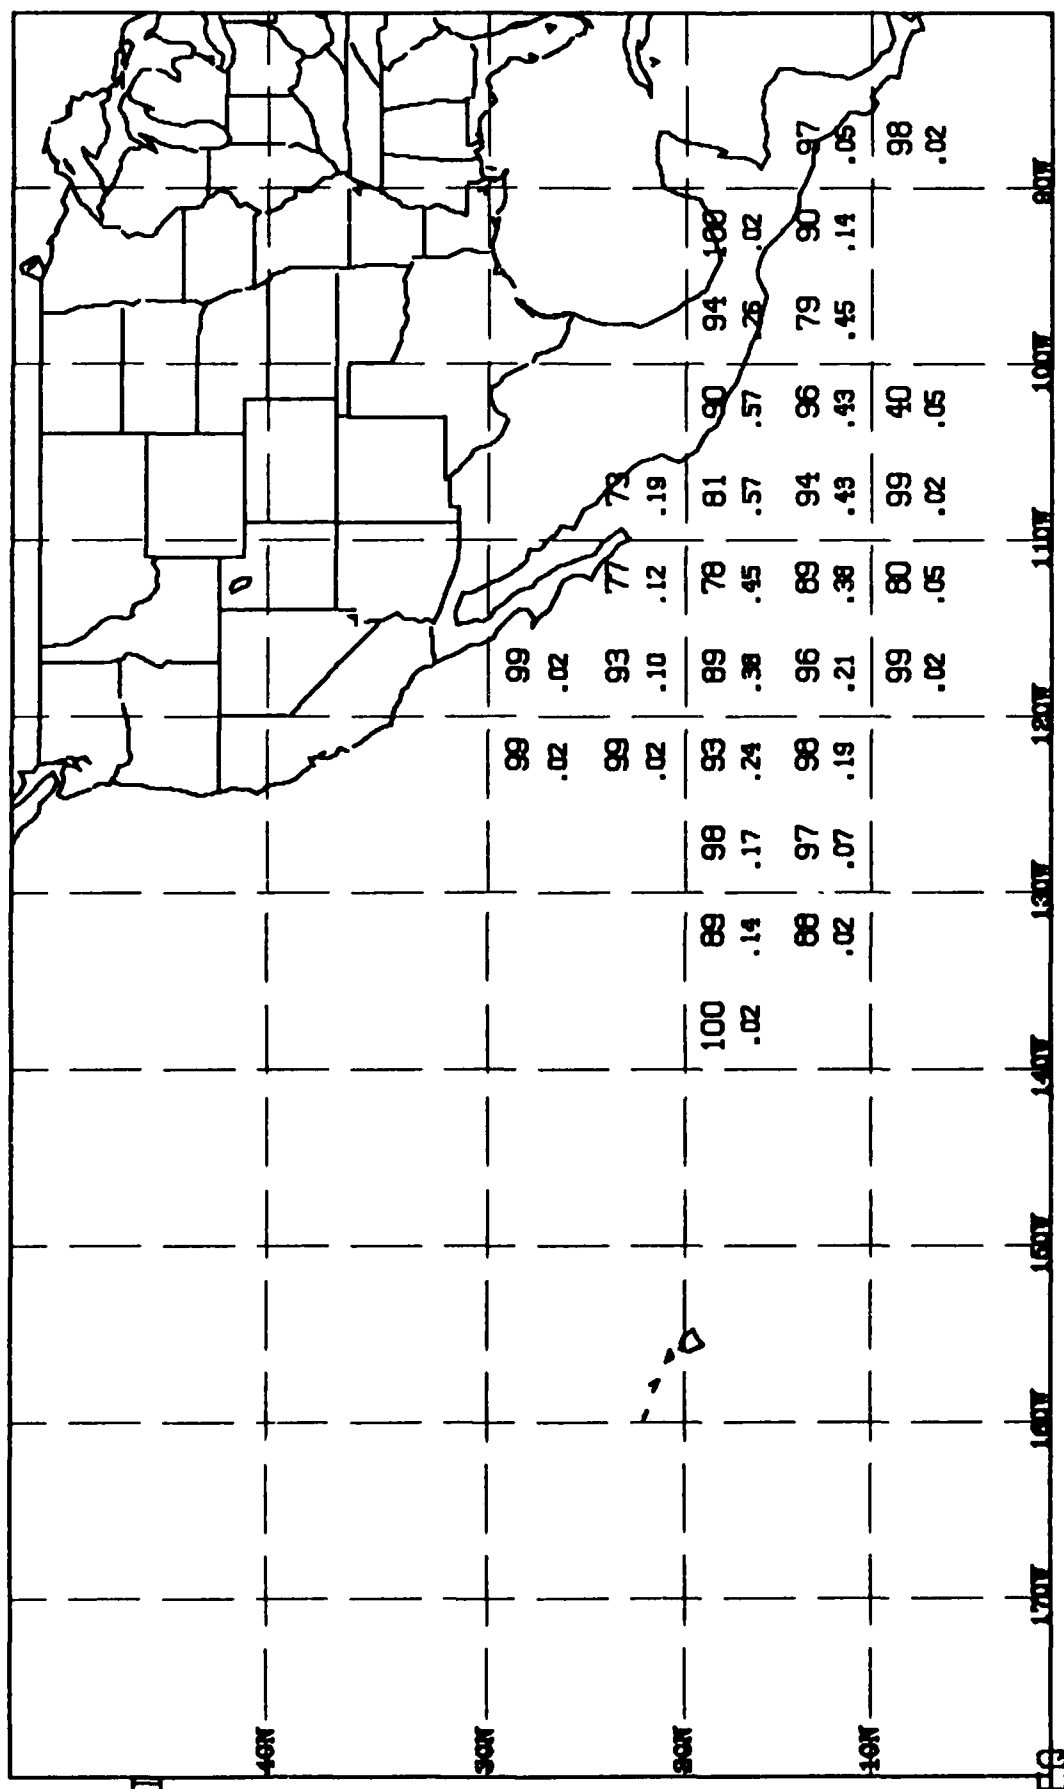 40N
30N
99 99
.02 .02
99 93 77 73
.02 .10 .12 .19
20N
100 89 98 93 89 78 81 90 94 100
.02 .14 .17 .24 .38 .45 .57 .57 .26 .02
88 97 98 96 89 94 96 79 90 97
.02 .07 .19 .21 .38 .43 .43 .45 .14 .05
10N
99 80 99 40 98
.02 .05 .02 .05 .02
170W 160W 150W 140W 130W 120W 110W 100W 90W